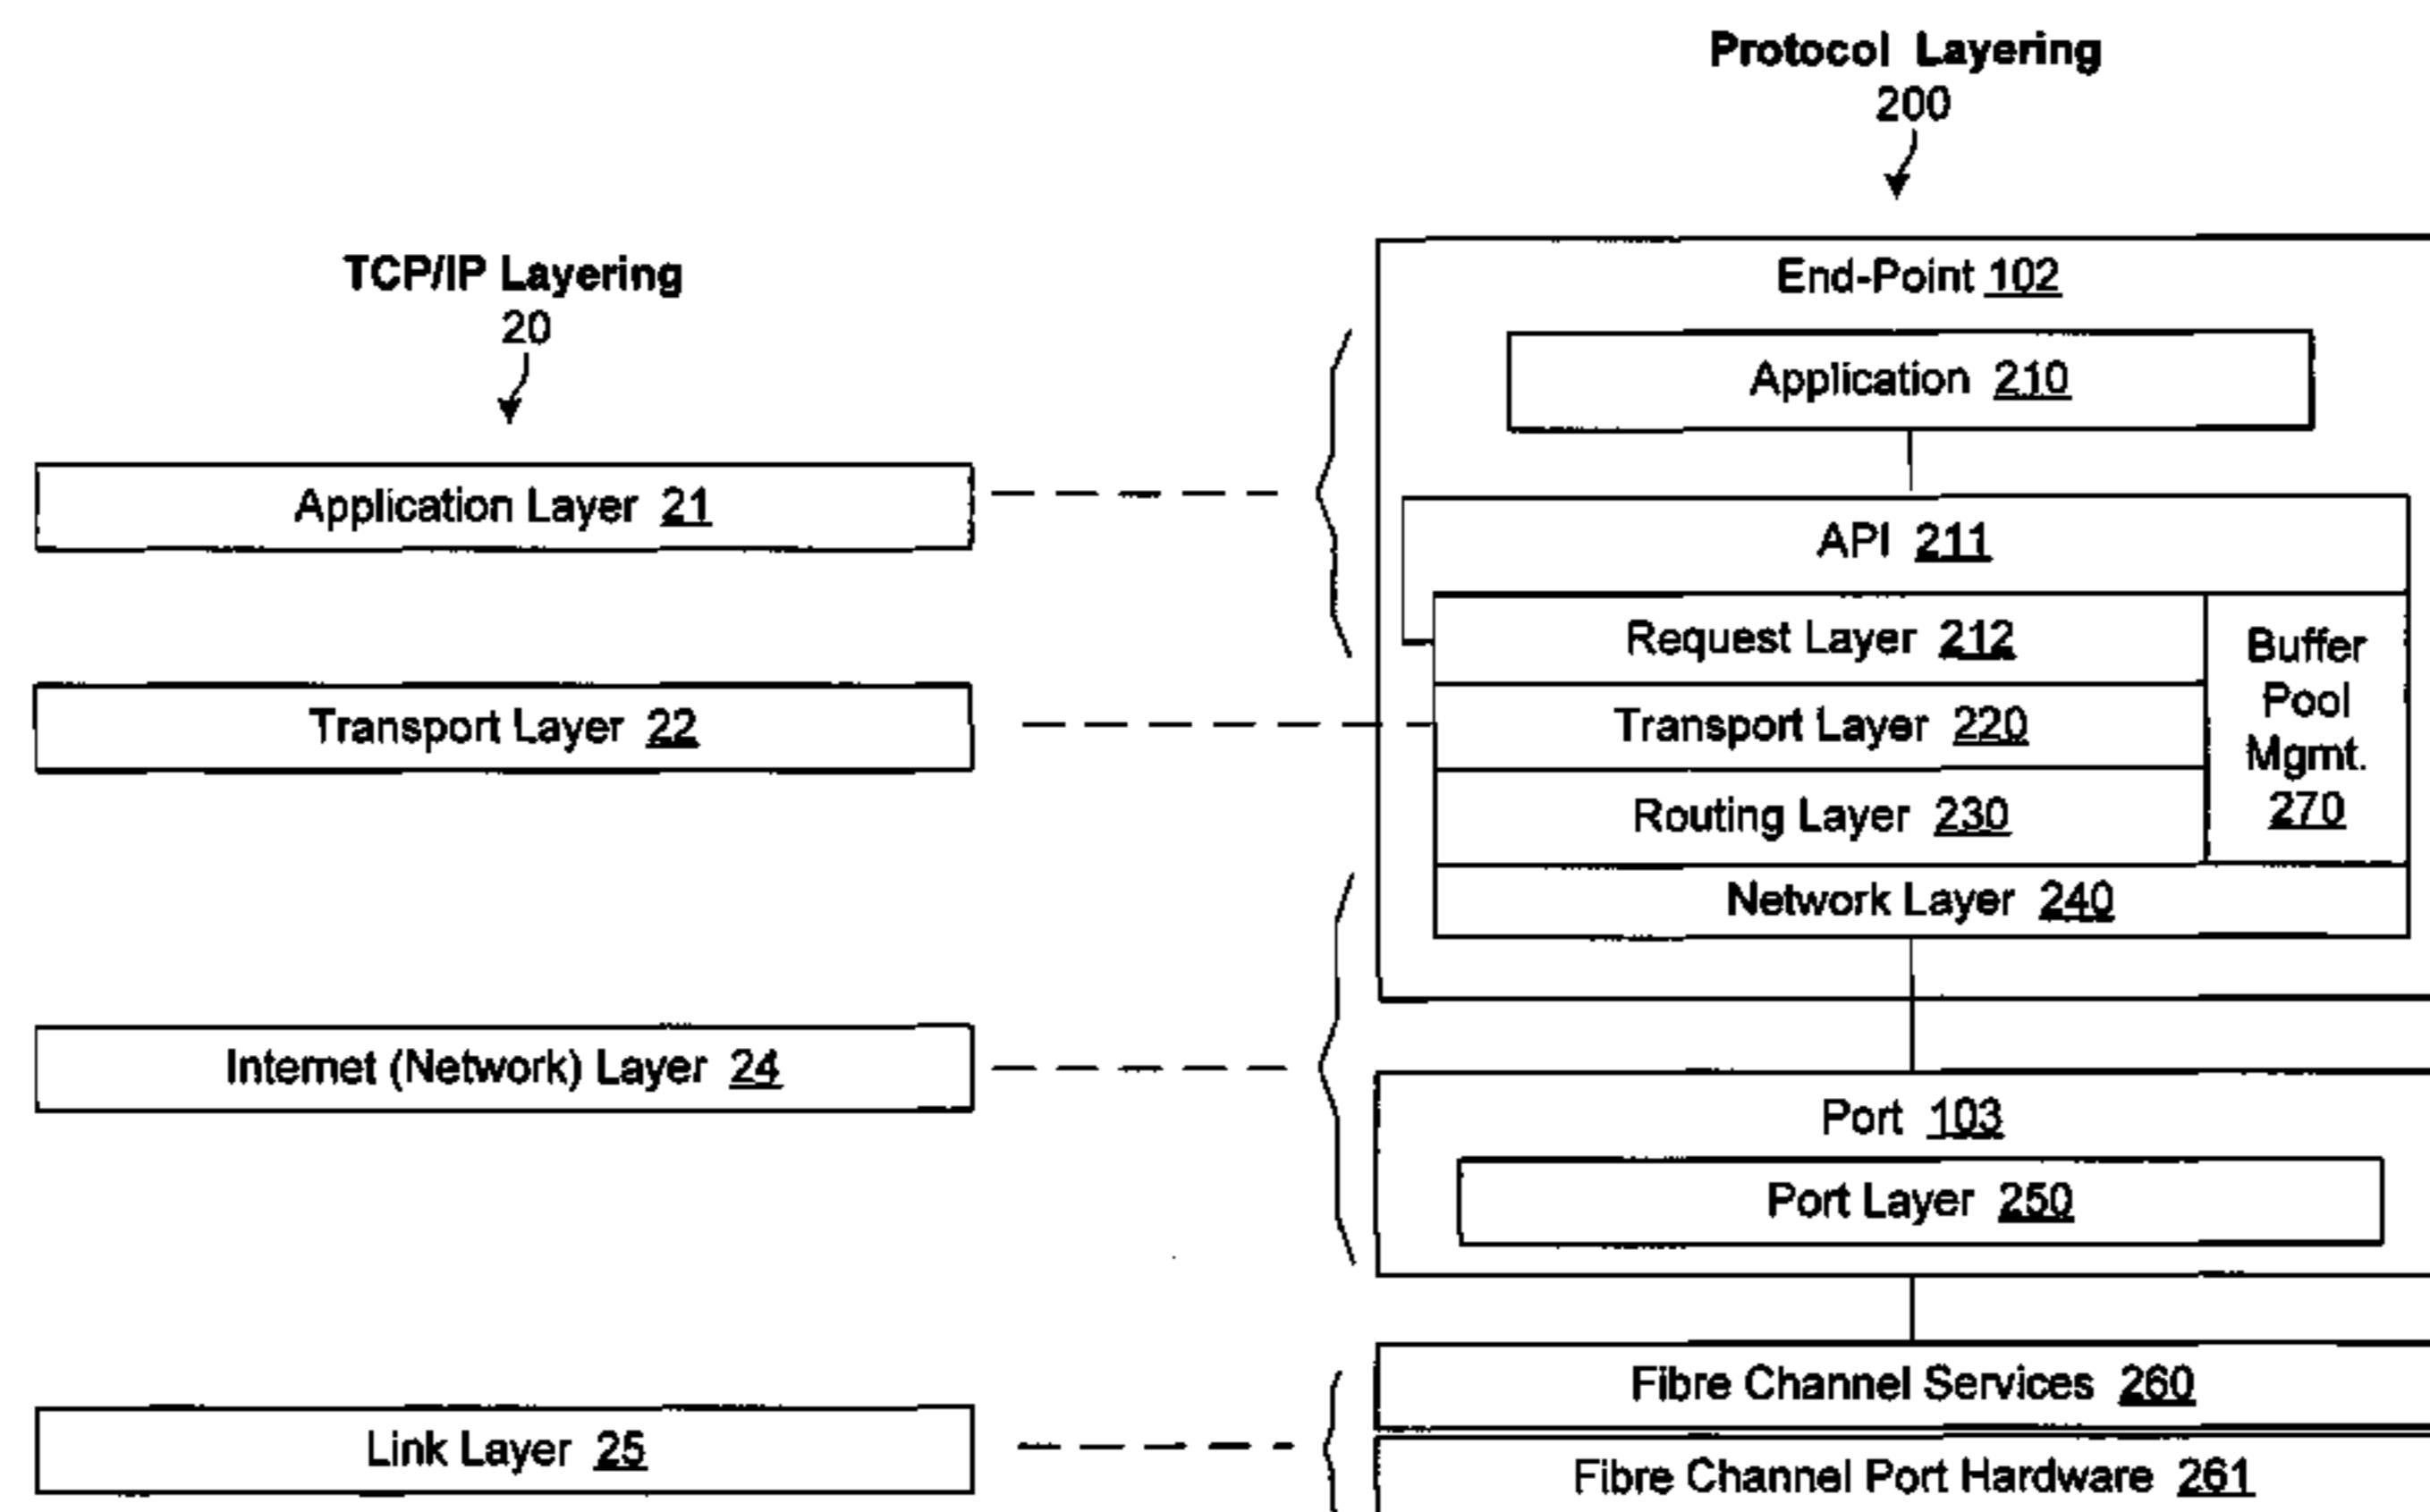 Protocol Layering
200
TCP/IP Layering
20
Application Layer 21
Transport Layer 22
Internet (Network) Layer 24
Link Layer 25
End-Point 102
Application 210
API 211
Request Layer 212
Transport Layer 220
Routing Layer 230
Buffer
Pool
Mgmt.
270
Network Layer 240
Port 103
Port Layer 250
Fibre Channel Services 260
Fibre Channel Port Hardware 261